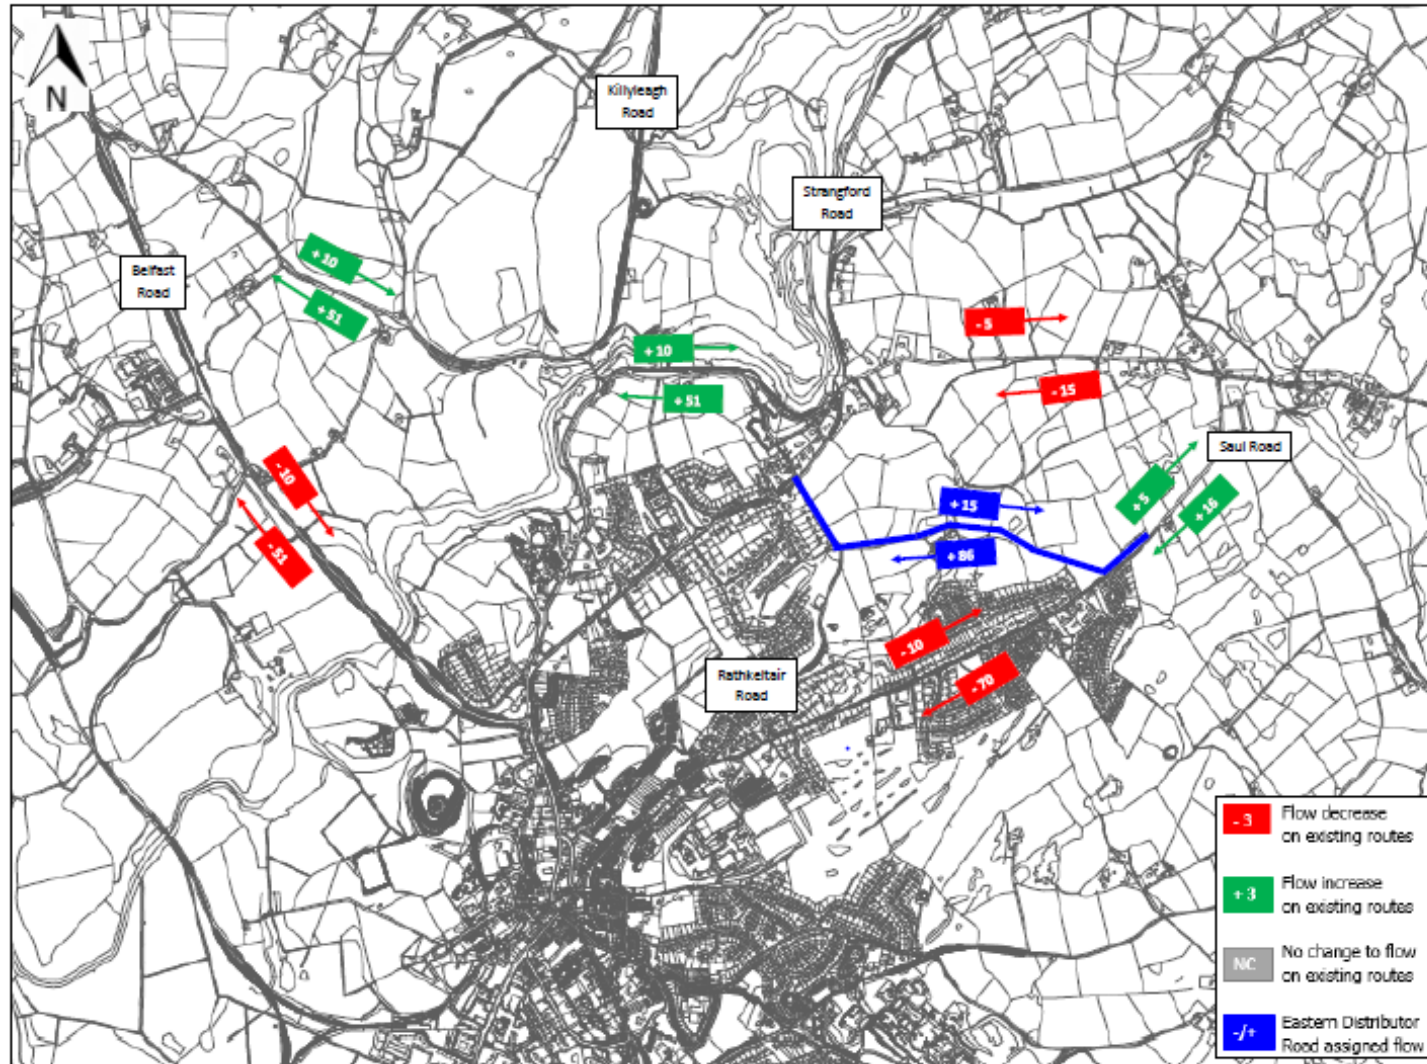 N
Killyleagh
Road
Strangford
Road
Belfast
Road
+ 10
+ 51
+ 10
+ 51
- 5
- 15
Saul Road
- 10
- 51
+ 5
+ 16
+ 15
+ 86
- 10
- 70
Rathkeltair
Road
- 3
Flow decrease
on existing routes
+ 3
Flow increase
on existing routes
NC
No change to flow
on existing routes
-/+
Eastern Distributor
Road assigned flow